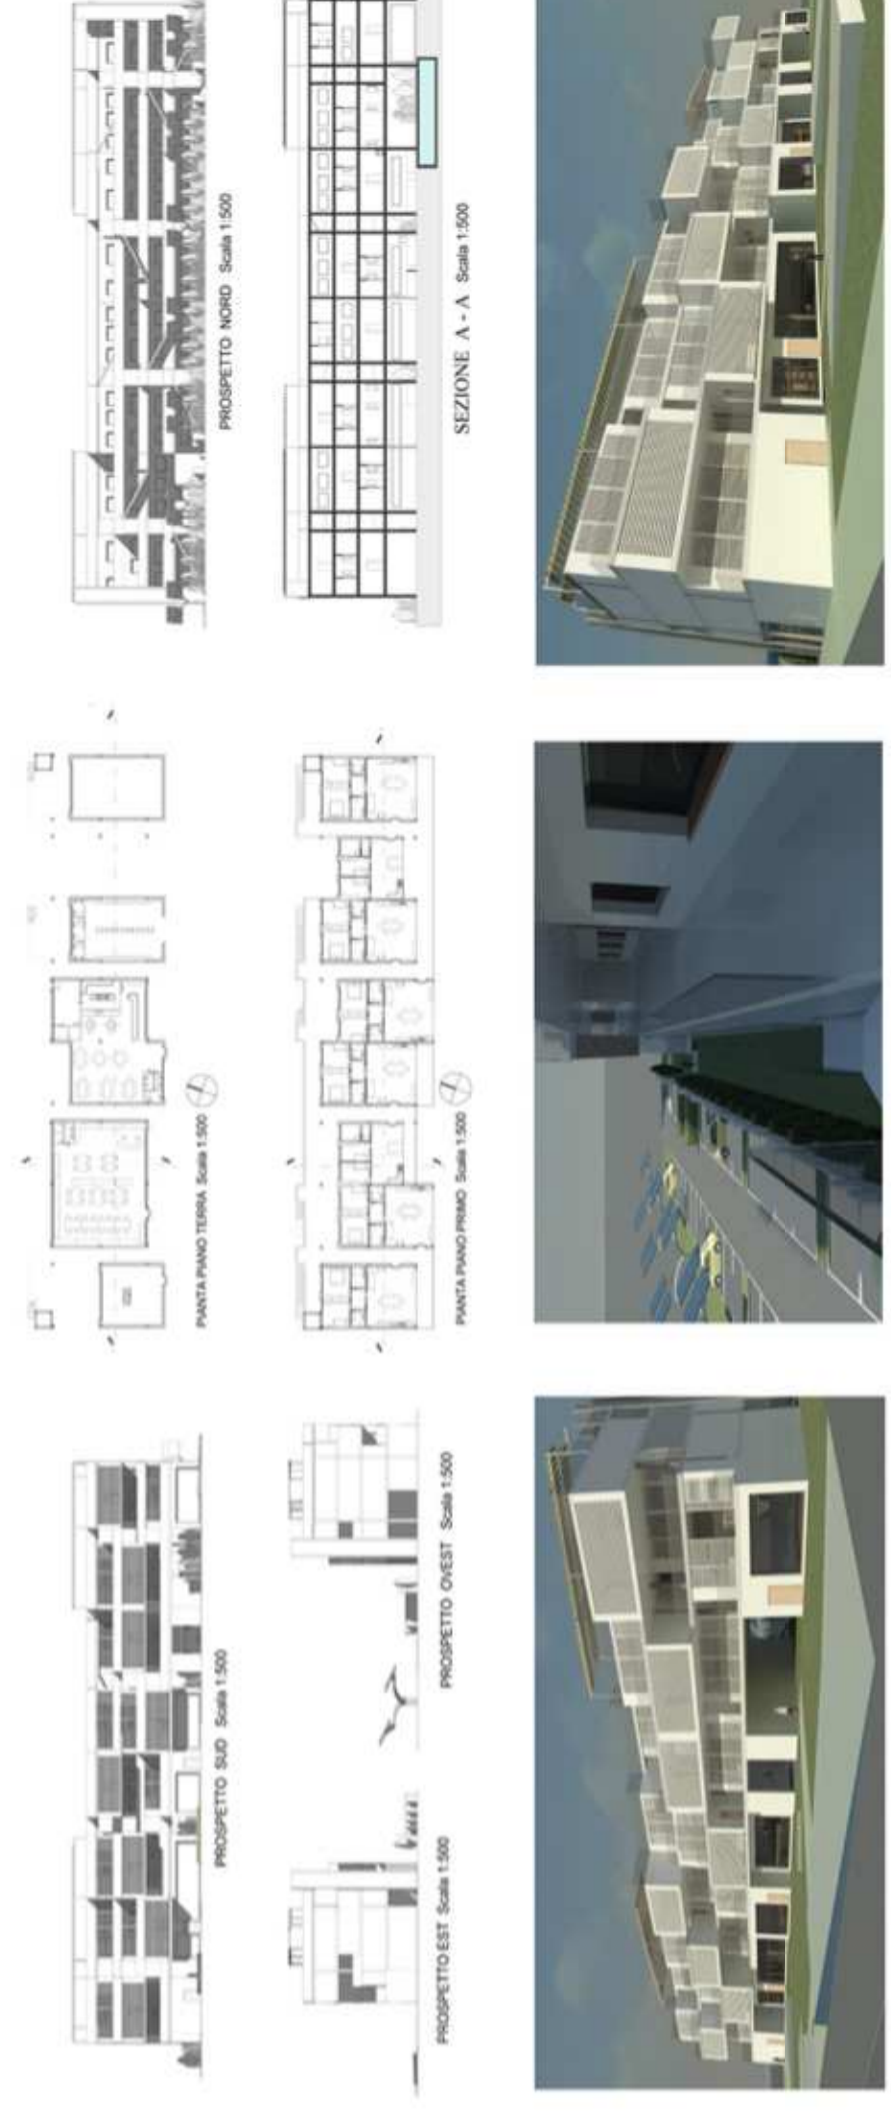 PROSPETTO SUD Scala 1:500
PROSPETTO EST Scala 1:500
PROSPETTO OVEST Scala 1:500
PIANTA PIANO TERRA Scala 1:500
PIANTA PIANO PRIMO Scala 1:500
PROSPETTO NORD Scala 1:500
SEZIONE A - A Scala 1:500